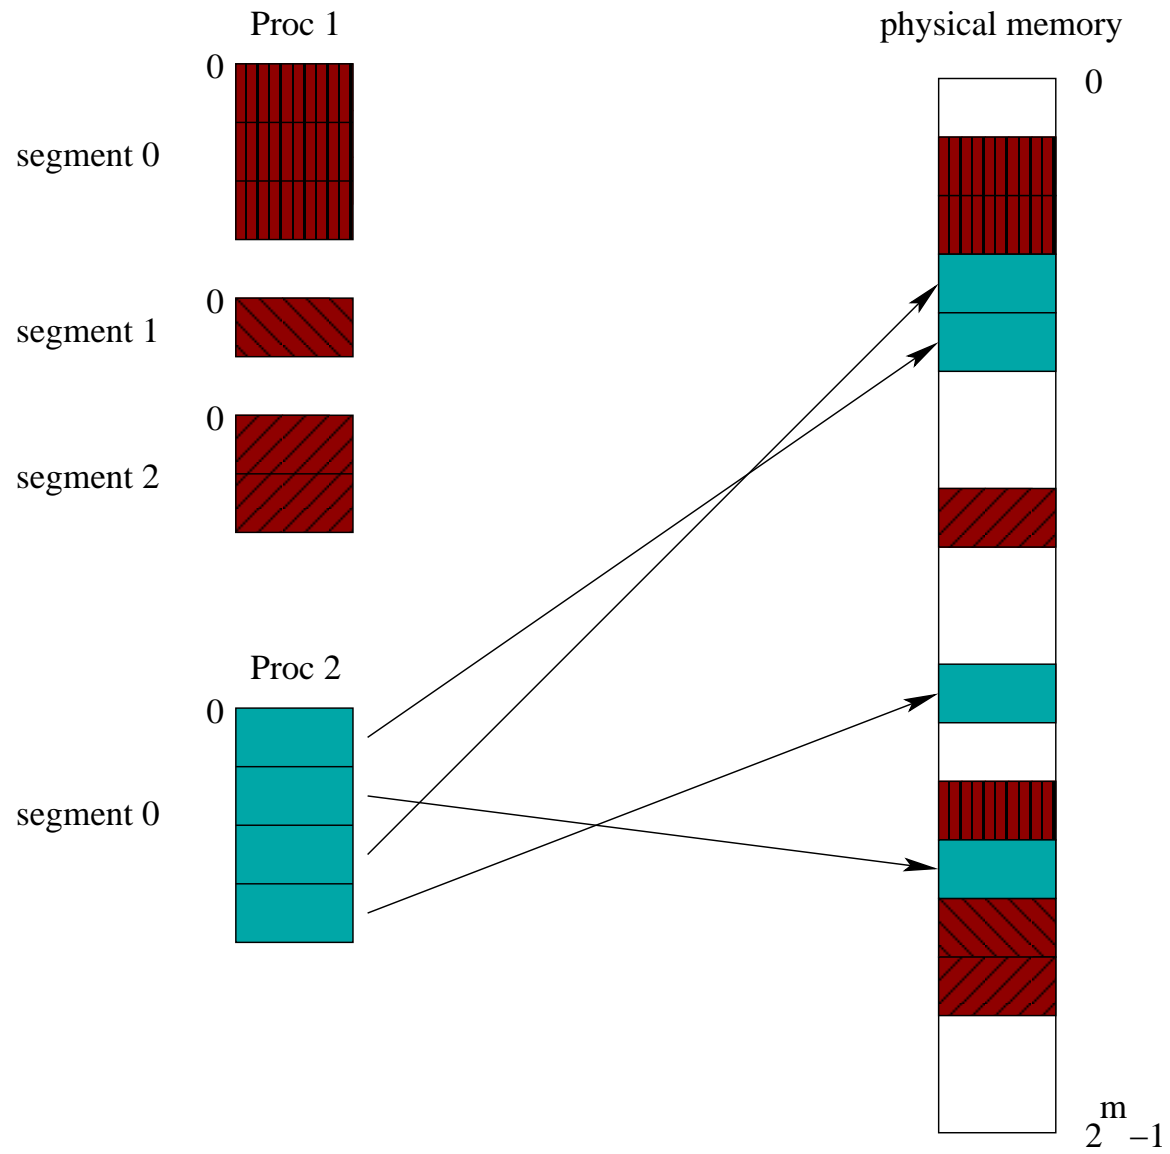 Proc 1
physical memory
0
0
segment 0
0
segment 1
0
segment 2
Proc 2
0
segment 0
m
2 −1